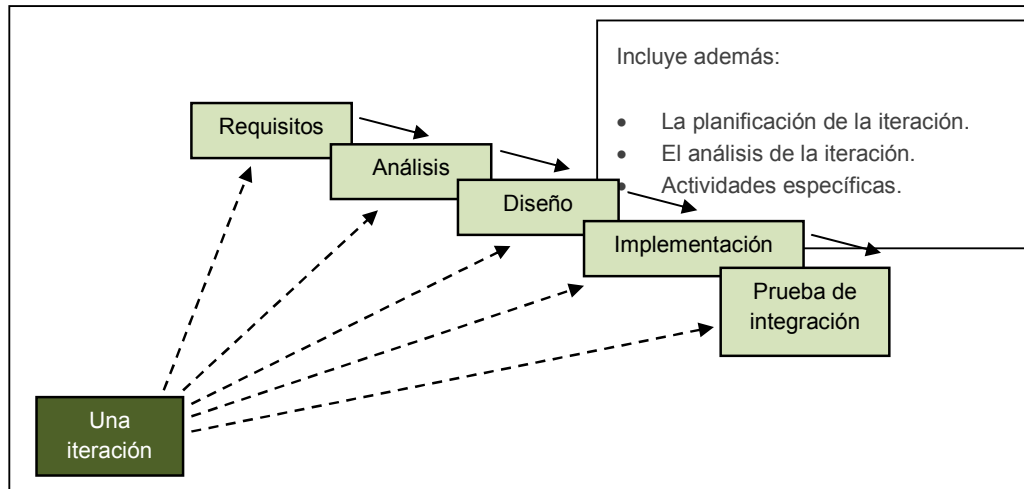 Incluye además:
• La planificación de la iteración.
• El análisis de la iteración.
• Actividades específicas.
Requisitos
Análisis
Diseño
Implementación
Prueba de
integración
Una
iteración